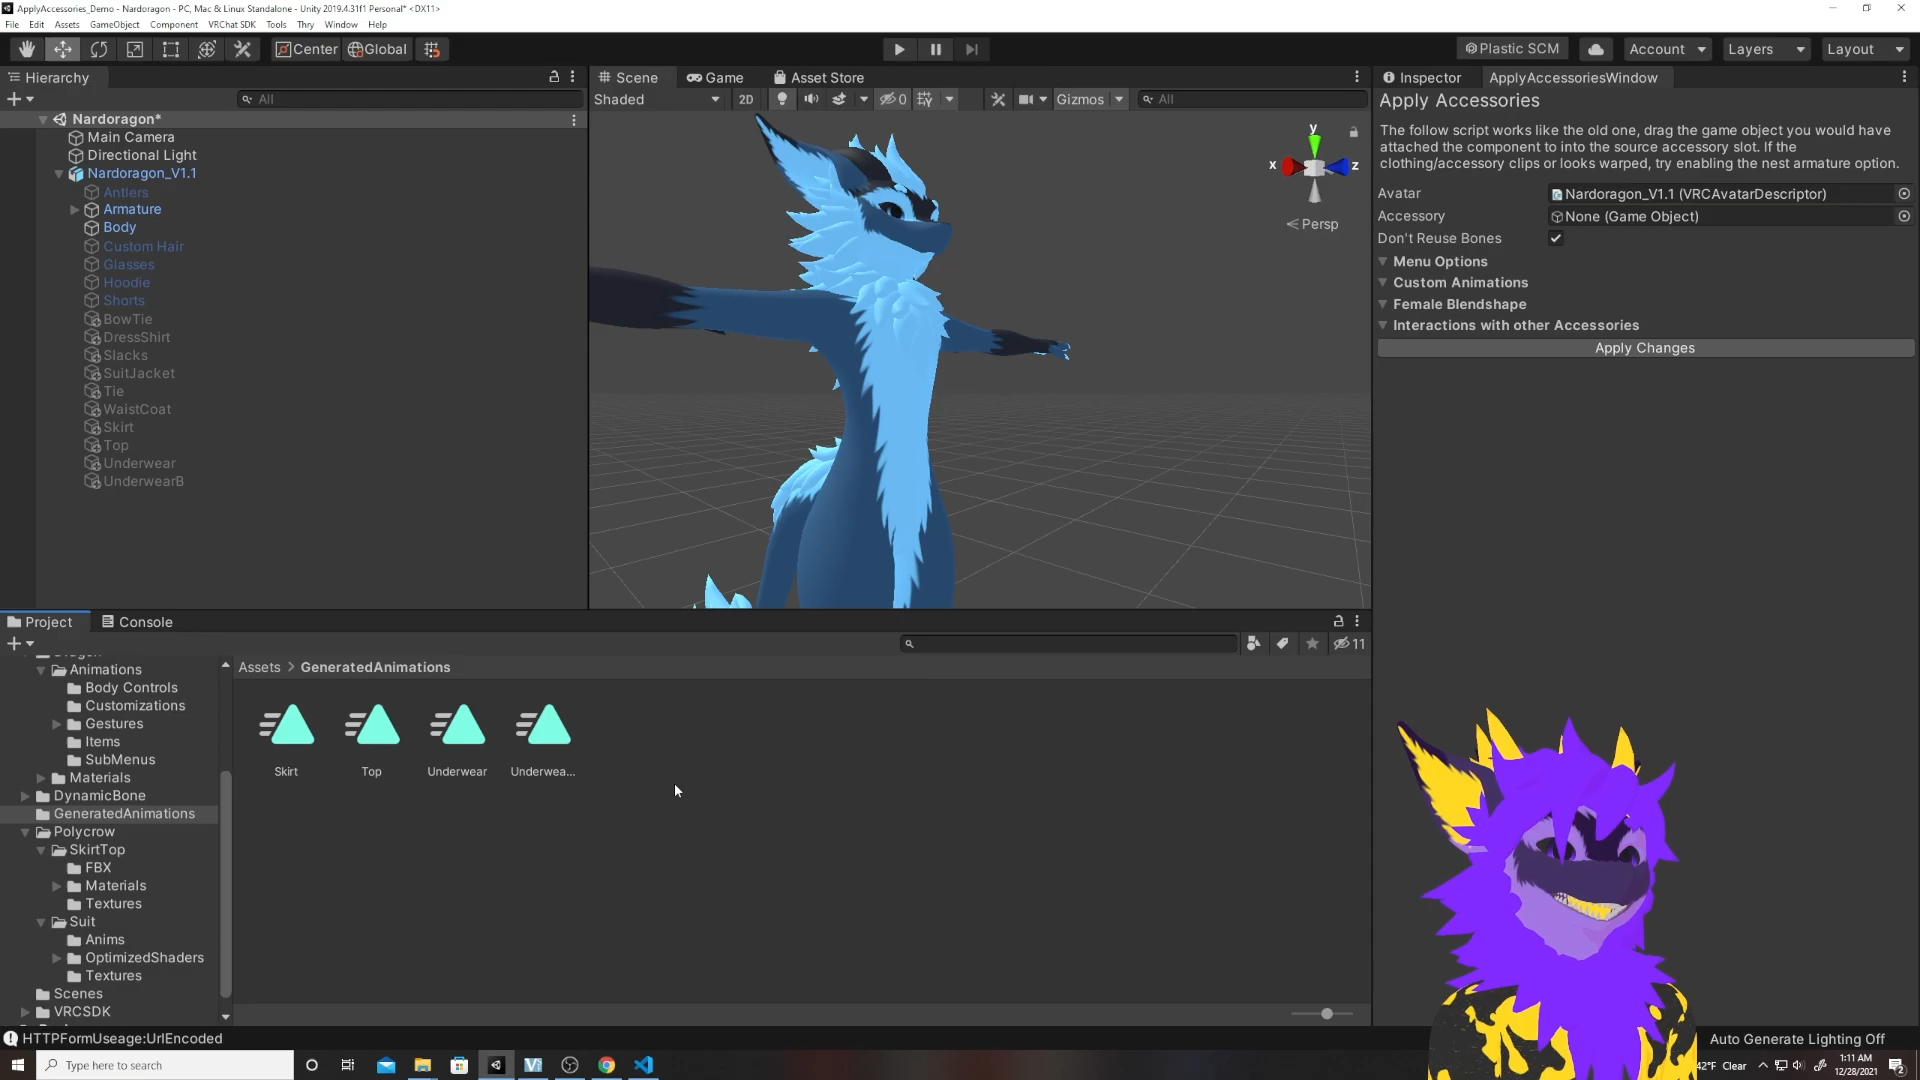 ApplyAccessories_Demo - Nardoragon - PC, Mac & Linux Standalone - Unity 2019.4.31f1 Personal* <DX11>
File Edit Assets GameObject Component VRChat SDK Tools Thry Window Help
Center Global
Plastic SCM Account Layers Layout
Hierarchy
Scene Game Asset Store
Inspector ApplyAccessoriesWindow
All
Shaded 2D 0 Gizmos All
Nardoragon*
Main Camera
Directional Light
Nardoragon_V1.1
Antlers
Armature
Body
Custom Hair
Glasses
Hoodie
Shorts
BowTie
DressShirt
Slacks
SuitJacket
Tie
WaistCoat
Skirt
Top
Underwear
UnderwearB
y
x
z
< Persp
Apply Accessories
The follow script works like the old one, drag the game object you would have
attached the component to into the source accessory slot. If the
clothing/accessory clips or looks warped, try enabling the nest armature option.
Avatar Nardoragon_V1.1 (VRCAvatarDescriptor)
Accessory None (Game Object)
Don't Reuse Bones
Menu Options
Custom Animations
Female Blendshape
Interactions with other Accessories
Apply Changes
Project Console
11
Animations
Body Controls
Customizations
Gestures
Items
SubMenus
Materials
DynamicBone
GeneratedAnimations
Polycrow
SkirtTop
FBX
Materials
Textures
Suit
Anims
OptimizedShaders
Textures
Scenes
VRCSDK
Assets > GeneratedAnimations
Skirt Top Underwear Underwea...
HTTPFormUseage:UrlEncoded
Auto Generate Lighting Off
Type here to search
42°F Clear
1:11 AM
12/28/2021
2